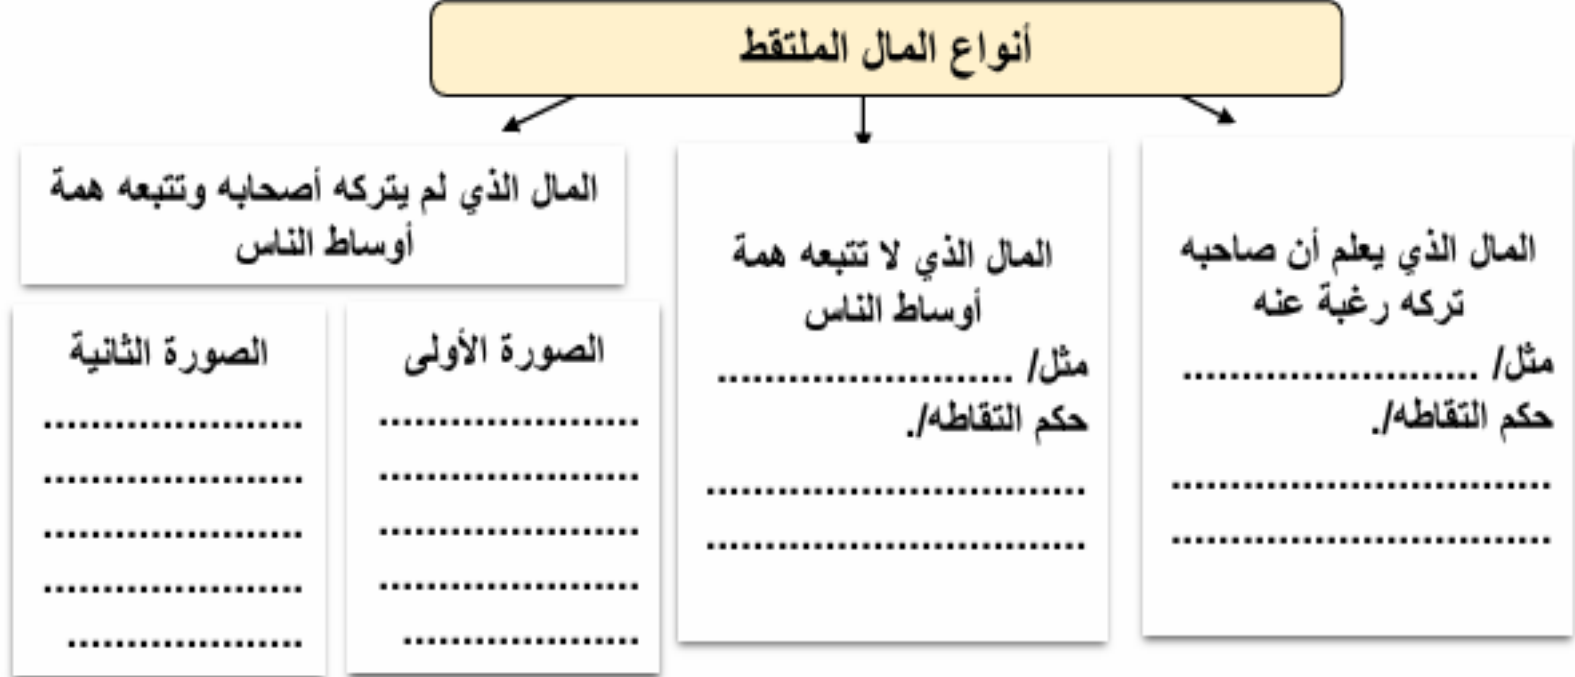 أنواع المال الملتقط
المال الذي يعلم أن صاحبه
تركه رغبة عنه
مثل/ .........................
حكم التقاطه/.
................................
................................
المال الذي لا تتبعه همة
أوساط الناس
مثل/ .........................
حكم التقاطه/.
................................
................................
المال الذي لم يتركه أصحابه وتتبعه همة
أوساط الناس
الصورة الأولى
......................
......................
......................
......................
....................
الصورة الثانية
......................
......................
......................
......................
....................